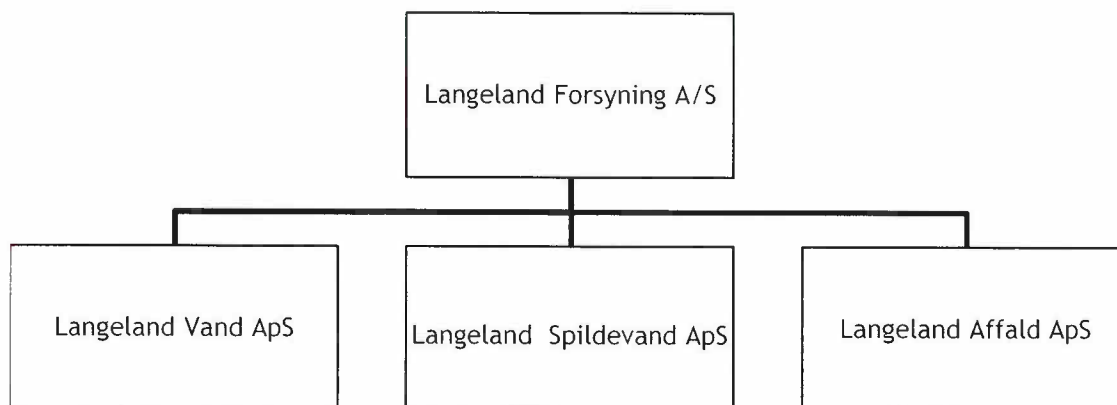 Langeland Forsyning A/S
Langeland Vand ApS
Langeland Spildevand ApS
Langeland Affald ApS